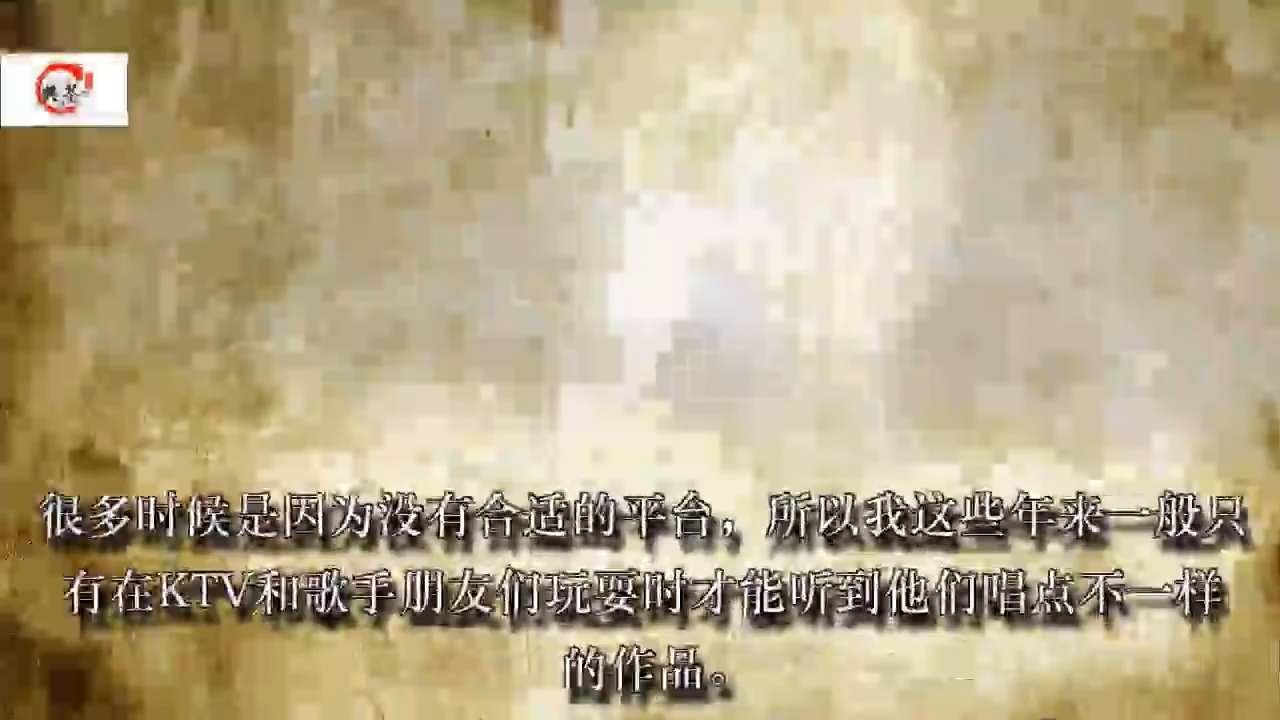 很多时候是因为没有合适的平台，所以我这些年来一般只
有在KTV和歌手朋友们玩耍时才能听到他们唱点不一样
的作品。